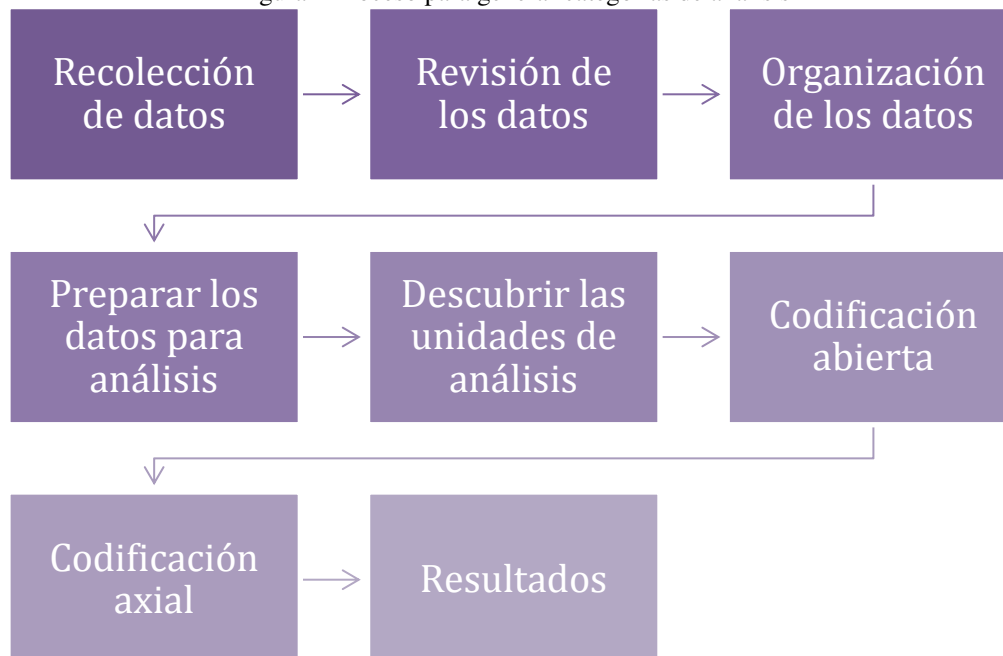 Recolección
de datos
Revisión de
los datos
Organización
de los datos
Preparar los
datos para
análisis
Descubrir las
unidades de
análisis
Codificación
abierta
Codificación
axial
Resultados